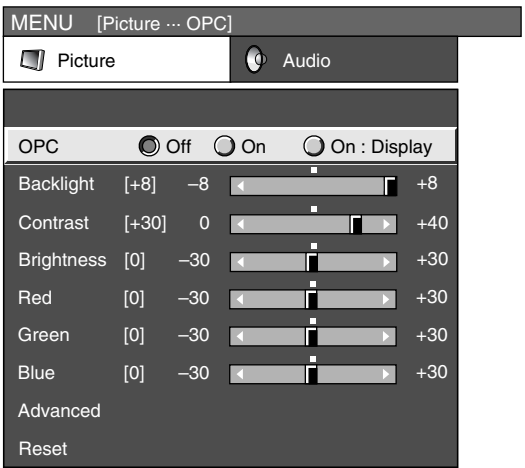 MENU [Picture ··· OPC]
Picture Audio
OPC Off On On : Display
Backlight [+8] –8 +8
Contrast [+30] 0 +40
Brightness [0] –30 +30
Red [0] –30 +30
Green [0] –30 +30
Blue [0] –30 +30
Advanced
Reset